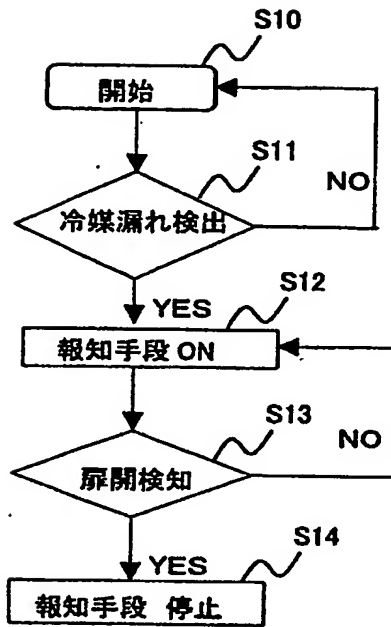 S10
開始
S11
NO
冷媒漏れ検出
YES
S12
報知手段 ON
S13
NO
扉開検知
YES
S14
報知手段 停止